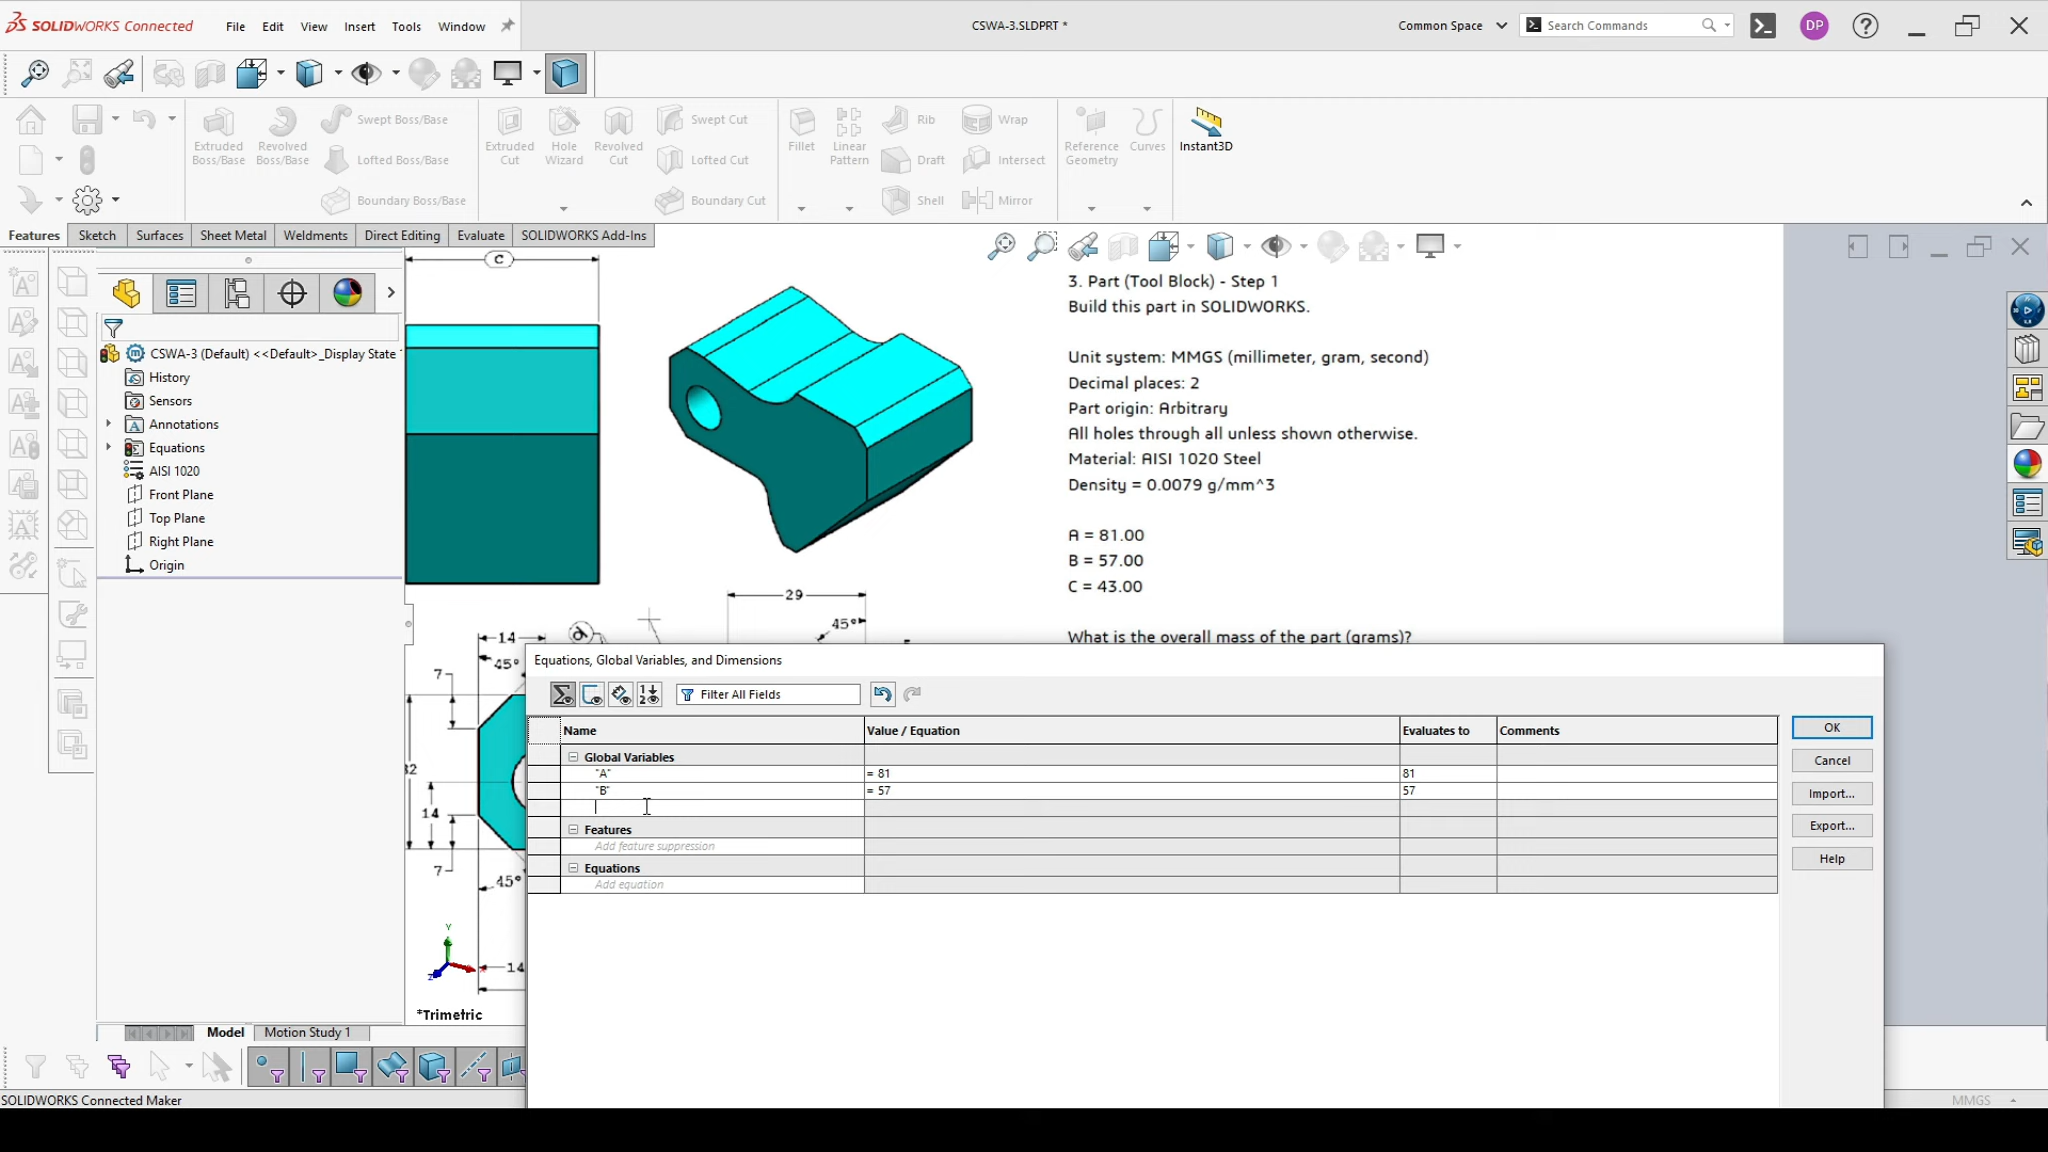 SOLIDWORKS Connected
File Edit View Insert Tools Window
CSWA-3.SLDPRT *
Common Space
Search Commands
DP
Extruded Boss/Base
Revolved Boss/Base
Swept Boss/Base
Lofted Boss/Base
Boundary Boss/Base
Extruded Cut
Hole Wizard
Revolved Cut
Swept Cut
Lofted Cut
Boundary Cut
Fillet
Linear Pattern
Rib
Draft
Shell
Wrap
Intersect
Mirror
Reference Geometry
Curves
Instant3D
Features Sketch Surfaces Sheet Metal Weldments Direct Editing Evaluate SOLIDWORKS Add-Ins
CSWA-3 (Default) <<Default>_Display State
History
Sensors
Annotations
Equations
AISI 1020
Front Plane
Top Plane
Right Plane
Origin
C
3. Part (Tool Block) - Step 1
Build this part in SOLIDWORKS.
Unit system: MMGS (millimeter, gram, second)
Decimal places: 2
Part origin: Arbitrary
All holes through all unless shown otherwise.
Material: AISI 1020 Steel
Density = 0.0079 g/mm^3
A = 81.00
B = 57.00
C = 43.00
What is the overall mass of the part (grams)?
29
45°
14
45°
7
32
14
7
45°
14
Y
Z
X
*Trimetric
Equations, Global Variables, and Dimensions
Filter All Fields
Name Value / Equation Evaluates to Comments
Global Variables
"A" = 81 81
"B" = 57 57
Features
Add feature suppression
Equations
Add equation
OK
Cancel
Import...
Export...
Help
Model Motion Study 1
SOLIDWORKS Connected Maker
MMGS